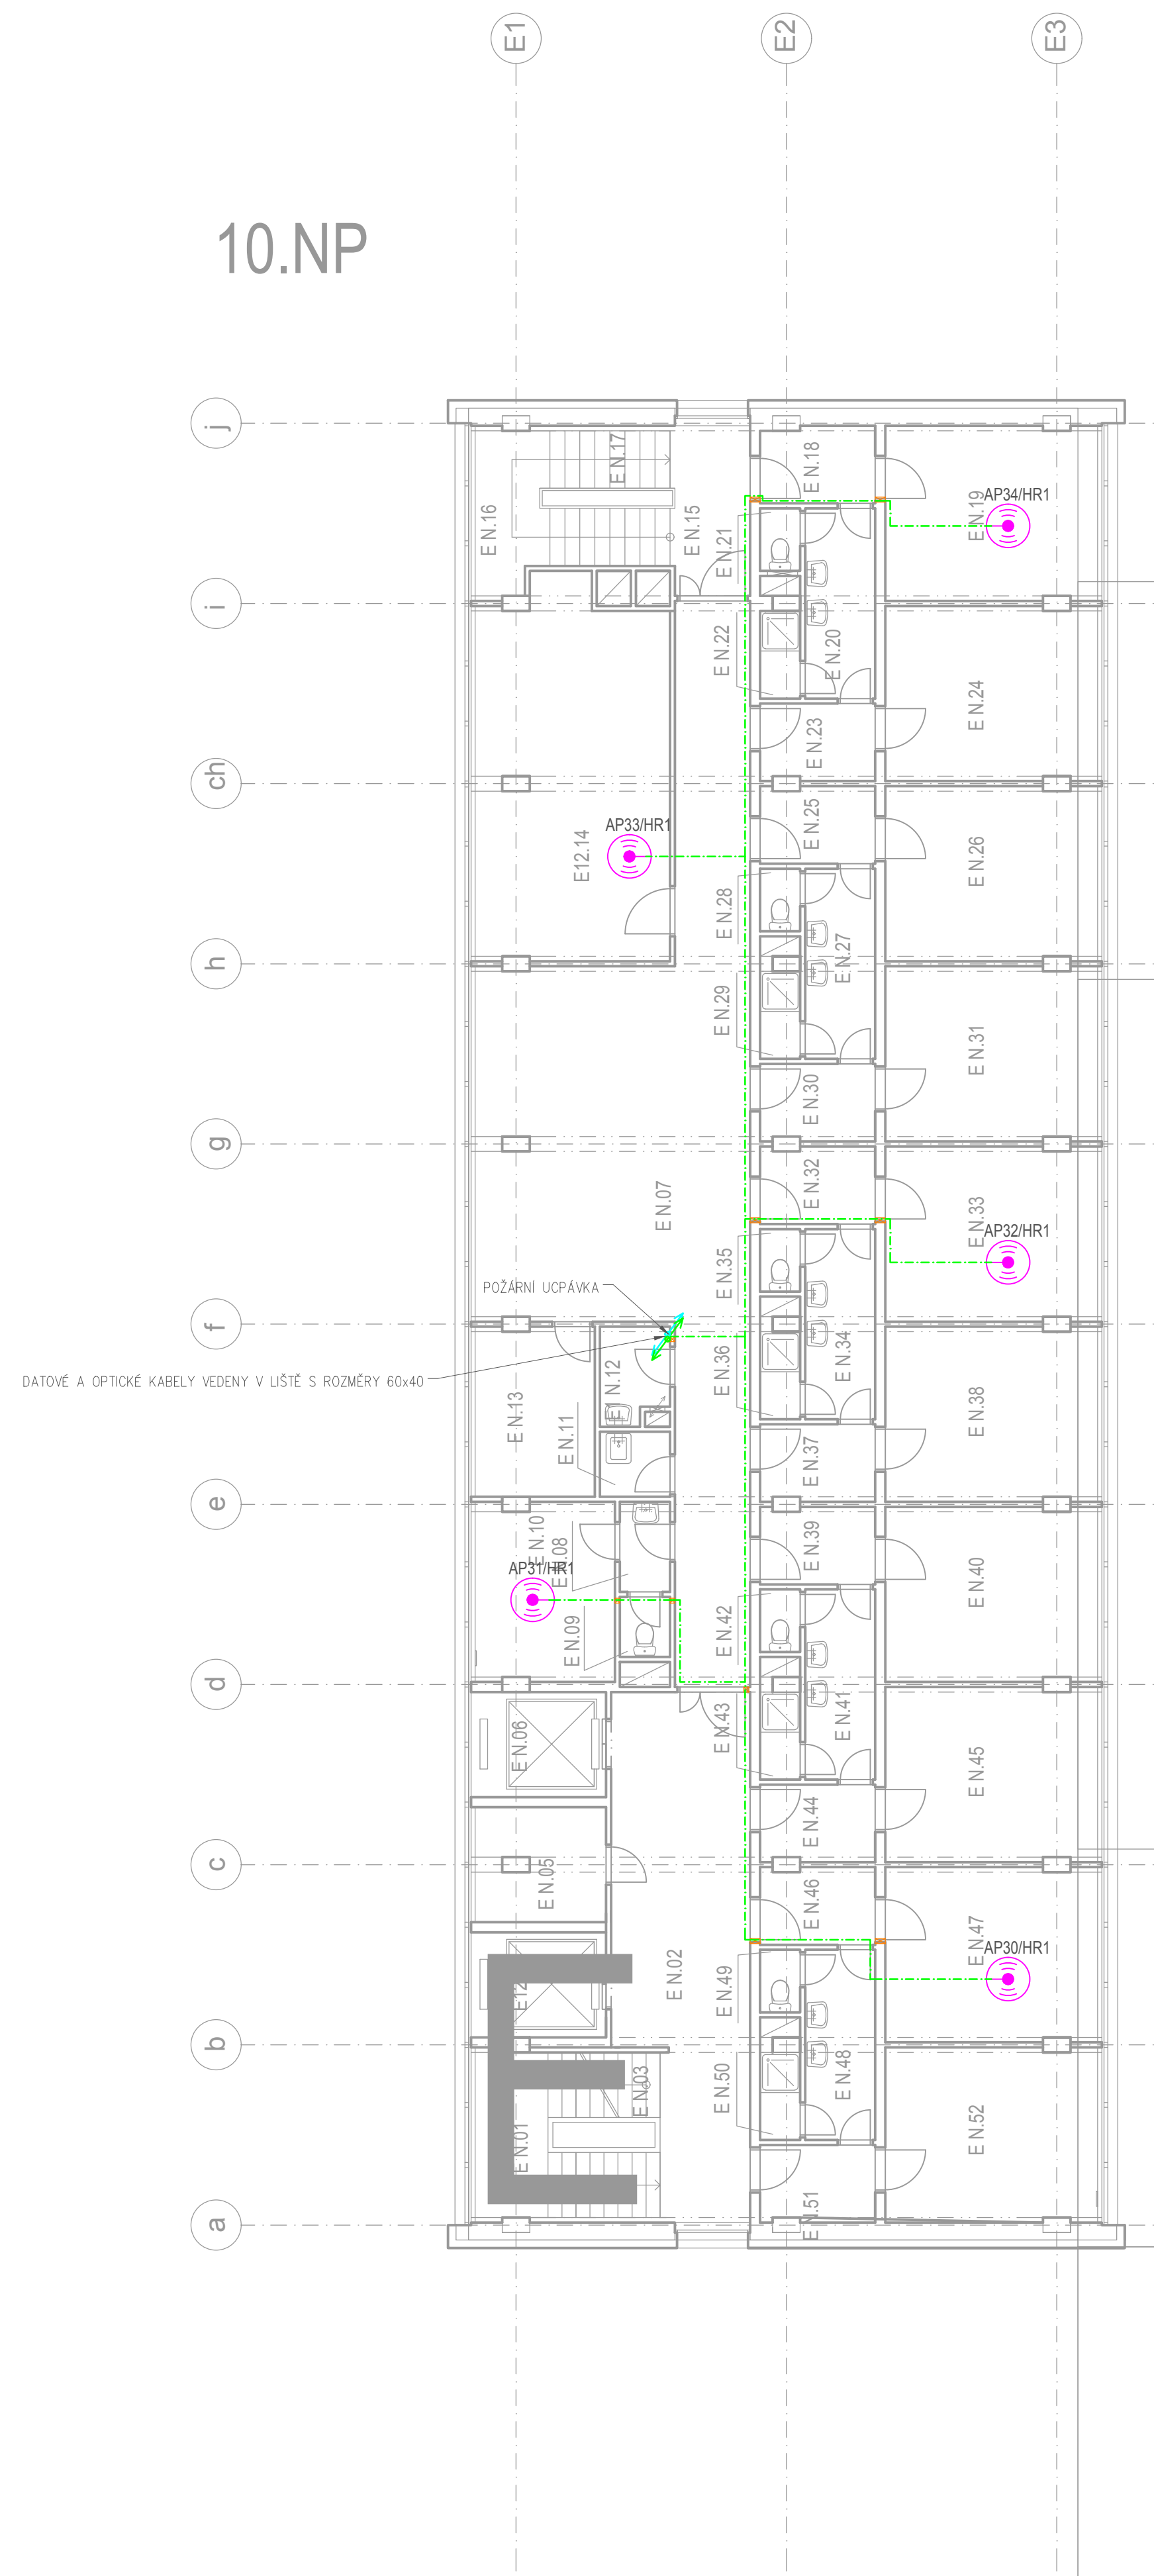 E1
E2
E3
10.NP
j
i
ch
h
g
f
e
d
c
b
a
E N.17
E N.16
E N.15
E N.18
E N.19
AP34/HR1
E N.21
E N.22
E N.20
E N.24
E N.23
E N.25
AP33/HR1
E12.14
E N.26
E N.28
E N.27
E N.29
E N.31
E N.30
E N.32
E N.07
E N.33
AP32/HR1
E N.35
POŽÁRNÍ UCPÁVKA
DATOVÉ A OPTICKÉ KABELY VEDENY V LIŠTĚ S ROZMĚRY 60x40
E N.36
E N.34
E N.12
E N.13
E N.11
E N.38
E N.37
E N.10
E N.08
AP31/HR1
E N.39
E N.40
E N.09
E N.42
E N.41
E N.43
E N.06
E N.45
E N.44
E N.05
E N.46
E N.47
AP30/HR1
E N.02
E N.49
E N.48
E N.50
E N.03
E N.01
E
E N.52